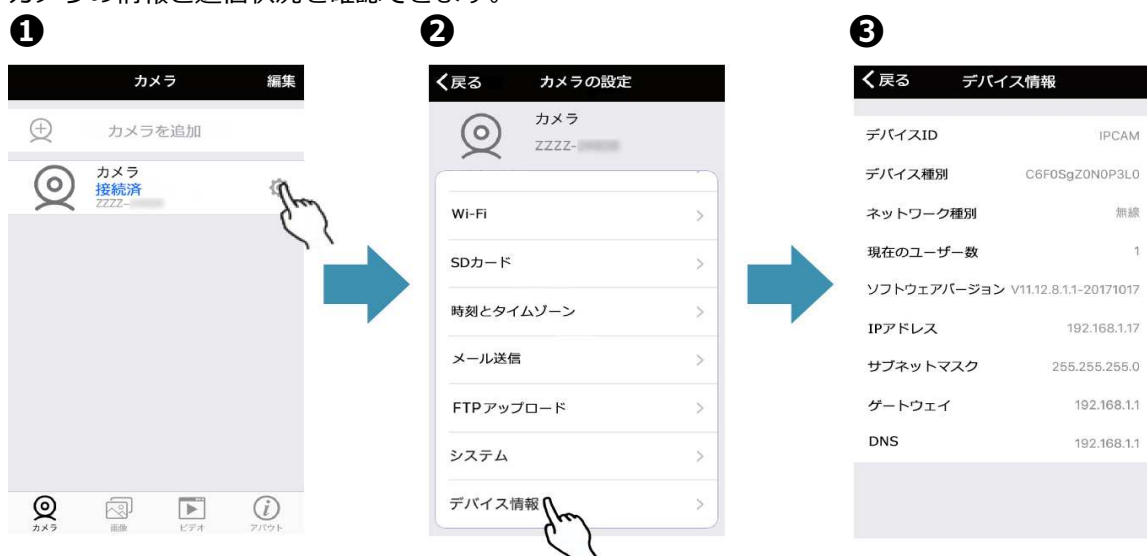 カメラの情報と通信状況を確認できます。
❶
カメラ 編集
カメラを追加
カメラ
接続済
ZZZZ-
カメラ
画像
ビデオ
アバウト
❷
戻る カメラの設定
カメラ
ZZZZ-
Wi-Fi
SDカード
時刻とタイムゾーン
メール送信
FTPアップロード
システム
デバイス情報
❸
戻る デバイス情報
デバイスID IPCAM
デバイス種別 C6F0SgZ0N0P3L0
ネットワーク種別 無線
現在のユーザー数 1
ソフトウェアバージョン V11.12.8.1.1-20171017
IPアドレス 192.168.1.17
サブネットマスク 255.255.255.0
ゲートウェイ 192.168.1.1
DNS 192.168.1.1